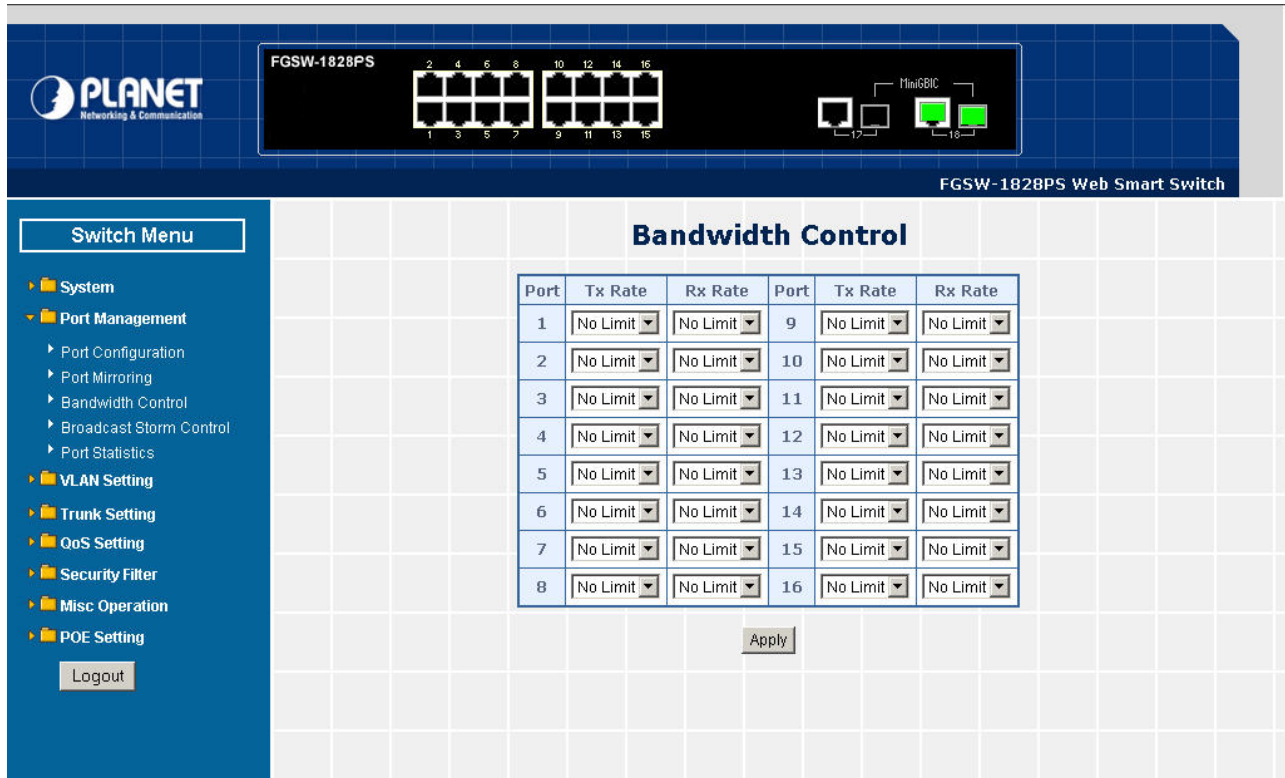 FGSW-1828PS
2 4 6 8 10 12 14 16
MiniGBIC
PLANET
Networking & Communication
1 3 5 7 9 11 13 15
17 18
FGSW-1828PS Web Smart Switch
Switch Menu
System
Port Management
Port Configuration
Port Mirroring
Bandwidth Control
Broadcast Storm Control
Port Statistics
VLAN Setting
Trunk Setting
QoS Setting
Security Filter
Misc Operation
POE Setting
Logout
Bandwidth Control
Port Tx Rate Rx Rate Port Tx Rate Rx Rate
1 No Limit No Limit 9 No Limit No Limit
2 No Limit No Limit 10 No Limit No Limit
3 No Limit No Limit 11 No Limit No Limit
4 No Limit No Limit 12 No Limit No Limit
5 No Limit No Limit 13 No Limit No Limit
6 No Limit No Limit 14 No Limit No Limit
7 No Limit No Limit 15 No Limit No Limit
8 No Limit No Limit 16 No Limit No Limit
Apply